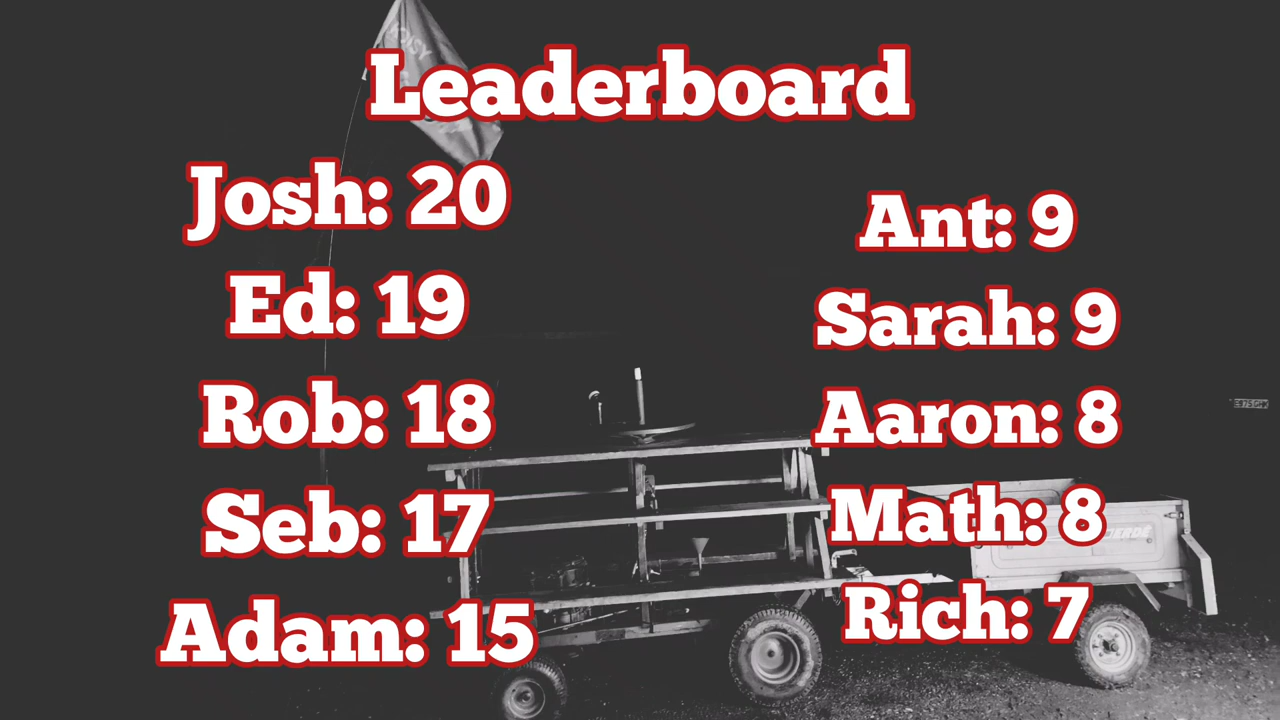 NOISY
Leaderboard
Josh: 20
Ed: 19
Rob: 18
Seb: 17
Adam: 15
Ant: 9
Sarah: 9
Aaron: 8
Math: 8
Rich: 7